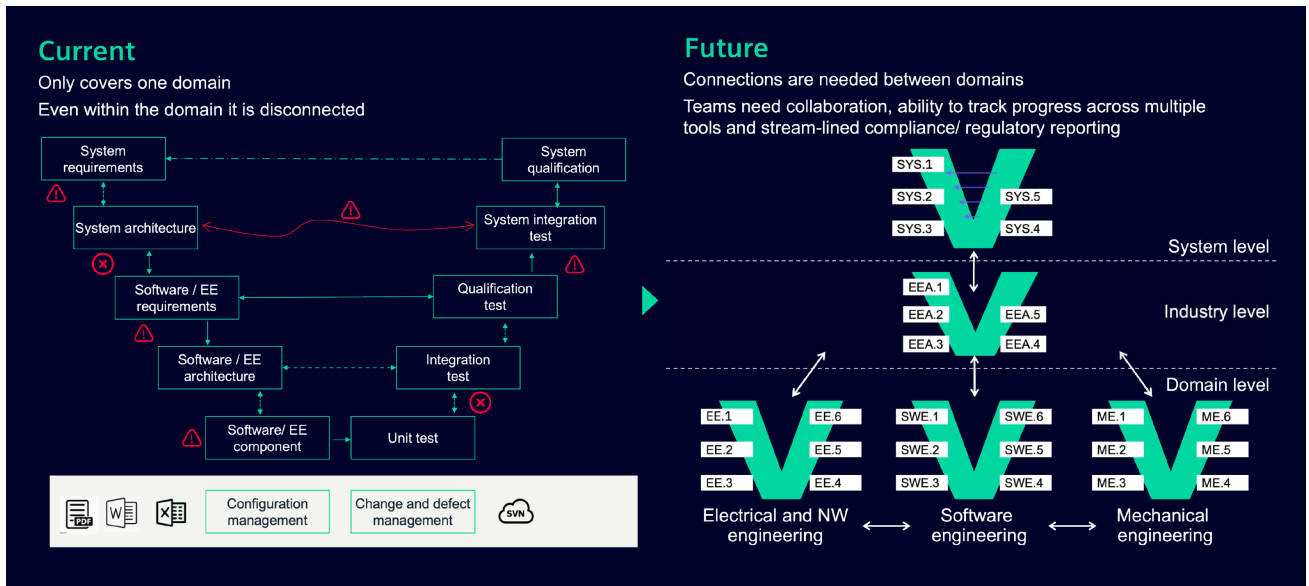 Current
Only covers one domain
Even within the domain it is disconnected
System
requirements
System
qualification
System architecture
System integration
test
Software / EE
requirements
Qualification
test
Software / EE
architecture
Integration
test
Software/ EE
component
Unit test
PDF
W
X
Configuration
management
Change and defect
management
SVN
Future
Connections are needed between domains
Teams need collaboration, ability to track progress across multiple
tools and stream-lined compliance/ regulatory reporting
SYS.1
SYS.2
SYS.5
SYS.3
SYS.4
System level
EEA.1
EEA.2
EEA.5
Industry level
EEA.3
EEA.4
Domain level
EE.1
EE.6
SWE.1
SWE.6
ME.1
ME.6
EE.2
EE.5
SWE.2
SWE.5
ME.2
ME.5
EE.3
EE.4
SWE.3
SWE.4
ME.3
ME.4
Electrical and NW
engineering
Software
engineering
Mechanical
engineering